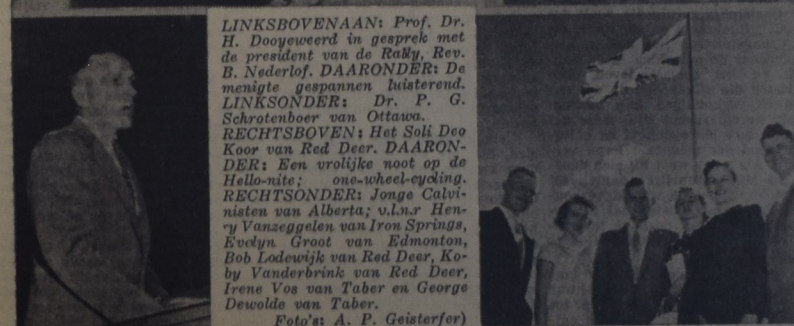 LINKSBOVENAAN: Prof. Dr.
H. Dooyeweerd in gesprek met
de president van de Rally, Rev.
B. Nederlof. DAARONDER: De
menigte gespannen luisterend.
LINKSONDER: Dr. P. G.
Schrotenboer van Ottawa.
RECHTSBOVEN: Het Soli Deo
Koor van Red Deer. DAARON-
DER: Een vrolijke noot op de
Hello-nite; one-wheel-cycling.
RECHTSONDER: Jonge Calvi-
nisten van Alberta; v.l.n.r Hen-
ry Vanzeggelen van Iron Springs,
Evelyn Groot van Edmonton,
Bob Lodewijk van Red Deer, Ko-
by Vanderbrink van Red Deer,
Irene Vos van Taber en George
Dewolde van Taber.
Foto's: A. P. Geisterfer)